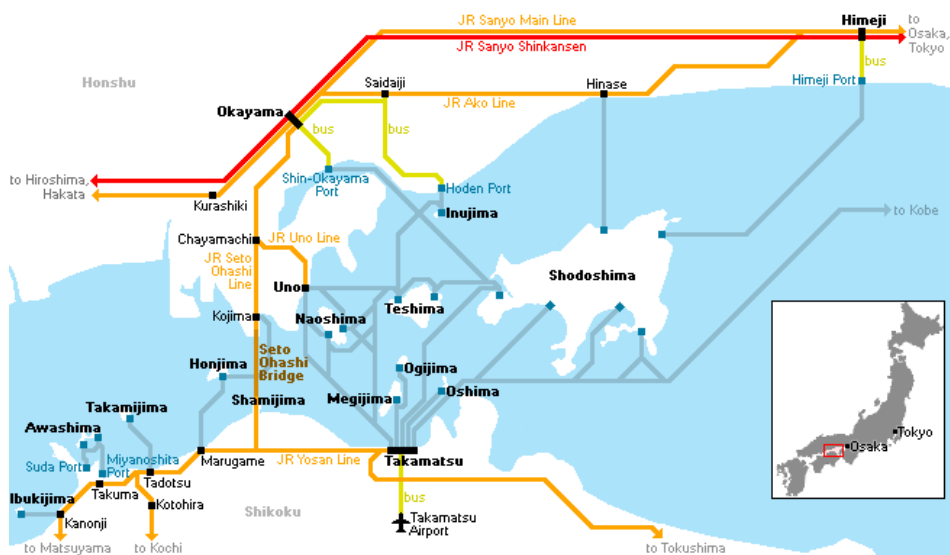 JR Sanyo Main Line
Himeji
to
Osaka,
Tokyo
JR Sanyo Shinkansen
bus
Honshu
Saidaiji
Hinase
Himeji Port
Okayama
JR Ako Line
bus
to Hiroshima,
Hakata
Shin-Okayama
Port
Hoden Port
Kurashiki
Inujima
to Kobe
Chayamachi
JR Uno Line
JR Seto
Ohashi
Line
Uno
Shodoshima
Teshima
Naoshima
Kojima
Seto
Ohashi
Bridge
Honjima
Ogijima
Oshima
Megijima
Shamijima
Takamijima
Awashima
Tokyo
Osaka
Suda Port
Miyanoshita
Port
Marugame
JR Yosan Line
Takamatsu
Tadotsu
Takuma
Ibukijima
Kotohira
bus
Kanonji
Shikoku
Takamatsu
Airport
to Matsuyama
to Kochi
to Tokushima